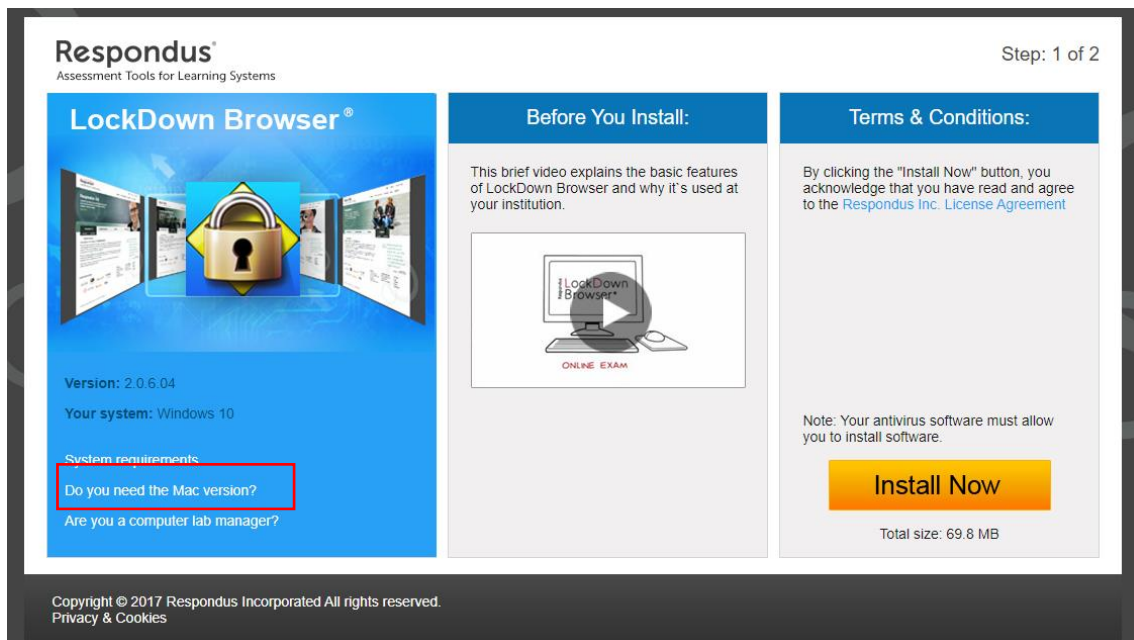 Respondus®
Assessment Tools for Learning Systems
Step: 1 of 2
LockDown Browser®
Version: 2.0.6.04
Your system: Windows 10
System requirements
Do you need the Mac version?
Are you a computer lab manager?
Before You Install:
This brief video explains the basic features
of LockDown Browser and why it`s used at
your institution.
Respondus
LockDown
Browser
ONLINE EXAM
Terms & Conditions:
By clicking the "Install Now" button, you
acknowledge that you have read and agree
to the Respondus Inc. License Agreement
Note: Your antivirus software must allow
you to install software.
Install Now
Total size: 69.8 MB
Copyright © 2017 Respondus Incorporated All rights reserved.
Privacy & Cookies